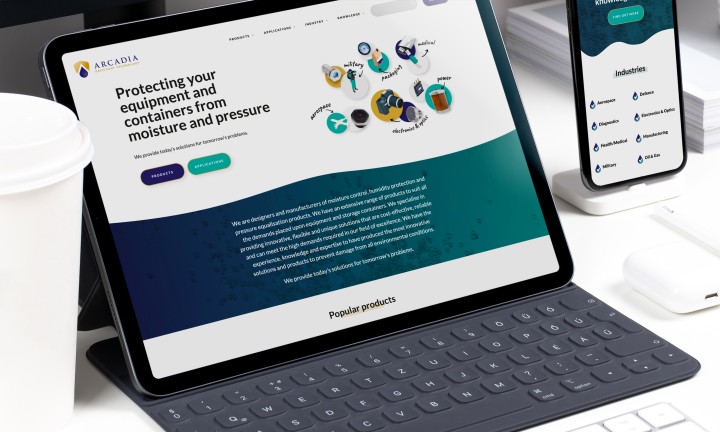 ARCADIA
PRODUCTS
APPLICATIONS
INDUSTRY
KNOWLEDGE
Protecting your
equipment and
containers from
moisture and pressure
We provide today's solutions for tomorrow's problems.
PRODUCTS
APPLICATIONS
military
medical
packaging
power
aerospace
electronics & optics
We are designers and manufacturers of moisture control, humidity protection and
pressure equalisation products. We have an extensive range of products to suit all
the demands placed upon equipment and storage containers. We specialise in
providing innovative, flexible and unique solutions that are cost-effective, reliable
and can meet the high demands required in our field of excellence. We have the
experience, knowledge and expertise to have produced the most innovative
solutions and products to prevent damage from all environmental conditions.
We provide today's solutions for tomorrow's problems.
Popular products
FIND OUT MORE
Industries
Aerospace
Defence
Diagnostics
Electronics & Optics
Health/Medical
Manufacturing
Military
Oil & Gas
Q W E R T Z U I O P Ü
A S D F G H J K L Ö Ä
Y X C V B N M
cmd
option